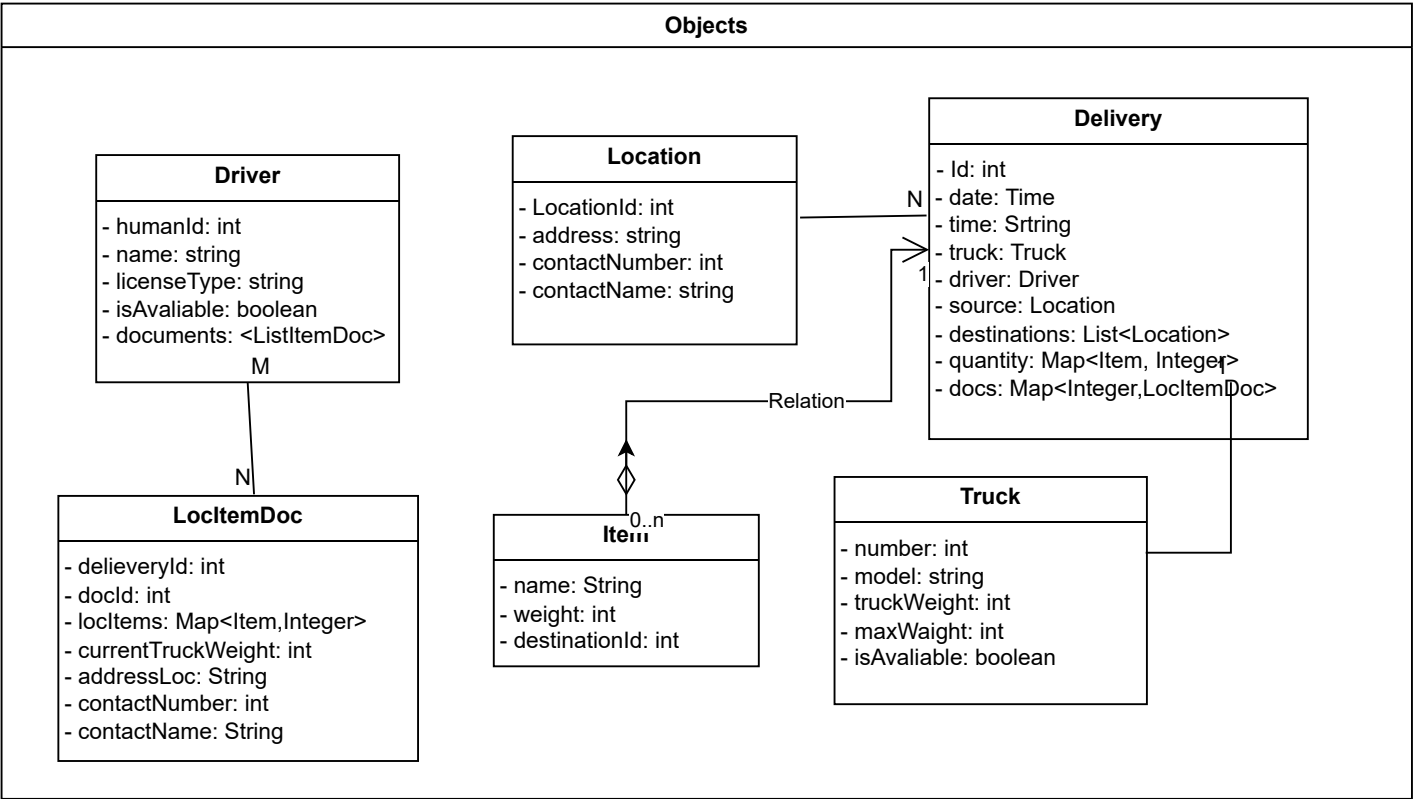 Objects
Driver
- humanId: int
- name: string
- licenseType: string
- isAvaliable: boolean
- documents: <ListItemDoc>
M
N
LocItemDoc
- delieveryId: int
- docId: int
- locItems: Map<Item,Integer>
- currentTruckWeight: int
- addressLoc: String
- contactNumber: int
- contactName: String
Location
- LocationId: int
- address: string
- contactNumber: int
- contactName: string
N
1
Relation
0..n
Item
- name: String
- weight: int
- destinationId: int
Delivery
- Id: int
- date: Time
- time: Srtring
- truck: Truck
- driver: Driver
- source: Location
- destinations: List<Location>
- quantity: Map<Item, Integer>
- docs: Map<Integer,LocItemDoc>
Truck
- number: int
- model: string
- truckWeight: int
- maxWaight: int
- isAvaliable: boolean